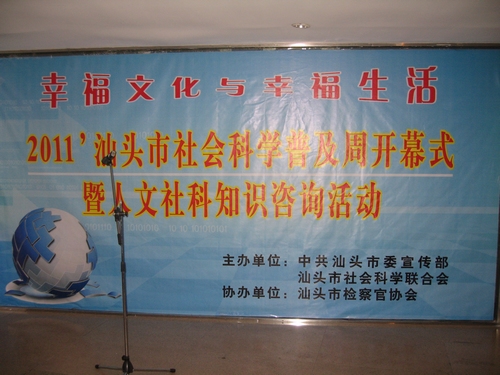 幸福文化与幸福生活
2011'汕头市社会科学普及周开幕式
暨人文社科知识咨询活动
主办单位：中共汕头市委宣传部
汕头市社会科学联合会
协办单位：汕头市检察官协会